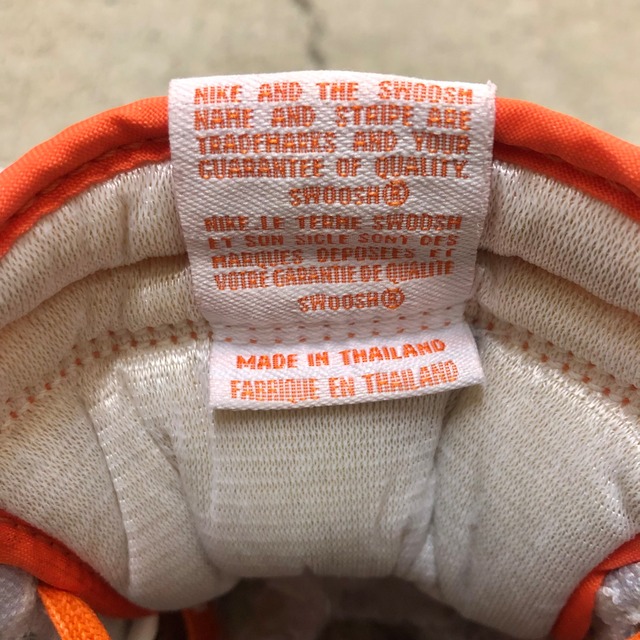 NIKE AND THE SWOOSH
NAME AND STRIPE ARE
TRADEMARKS AND YOUR
GUARANTEE OF QUALITY.
SWOOSH®
NIKE LE TERME SWOOSH
ET SON SIGLE SONT DES
MARQUES DEPOSEES ET
VOTRE GARANTIE DE QUALITE
SWOOSH®
MADE IN THAILAND
FABRIQUE EN THAILAND